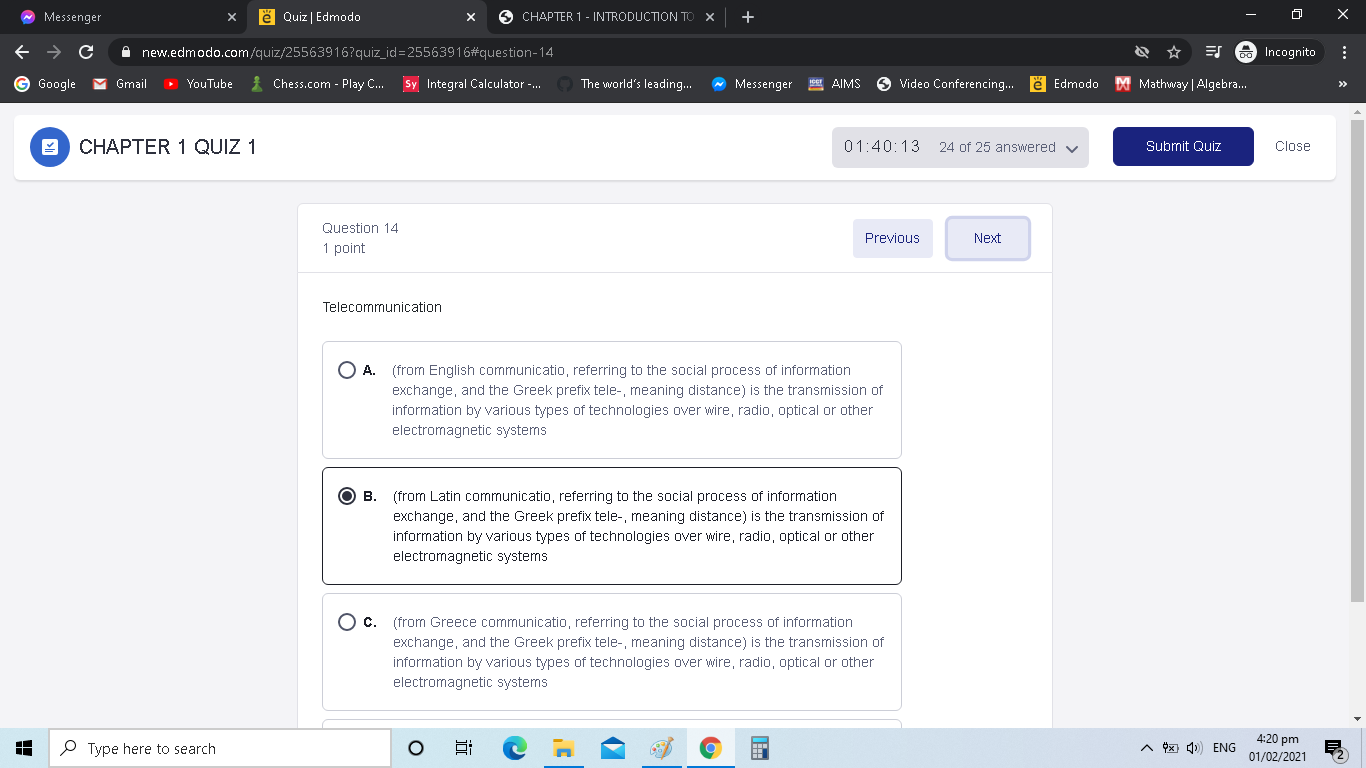 Messenger
Quiz | Edmodo
CHAPTER 1 - INTRODUCTION TO
new.edmodo.com/quiz/25563916?quiz_id=25563916#question-14
Incognito
Google
Gmail
YouTube
Chess.com - Play C...
Sy
Integral Calculator -...
The world's leading...
Messenger
AIMS
Video Conferencing...
Edmodo
Mathway | Algebra...
»
CHAPTER 1 QUIZ 1
01:40:13
24 of 25 answered
Submit Quiz
Close
Question 14
1 point
Previous
Next
Telecommunication
A. (from English communicatio, referring to the social process of information
exchange, and the Greek prefix tele-, meaning distance) is the transmission of
information by various types of technologies over wire, radio, optical or other
electromagnetic systems
B. (from Latin communicatio, referring to the social process of information
exchange, and the Greek prefix tele-, meaning distance) is the transmission of
information by various types of technologies over wire, radio, optical or other
electromagnetic systems
C. (from Greece communicatio, referring to the social process of information
exchange, and the Greek prefix tele-, meaning distance) is the transmission of
information by various types of technologies over wire, radio, optical or other
electromagnetic systems
Type here to search
ENG
4:20 pm
01/02/2021
2